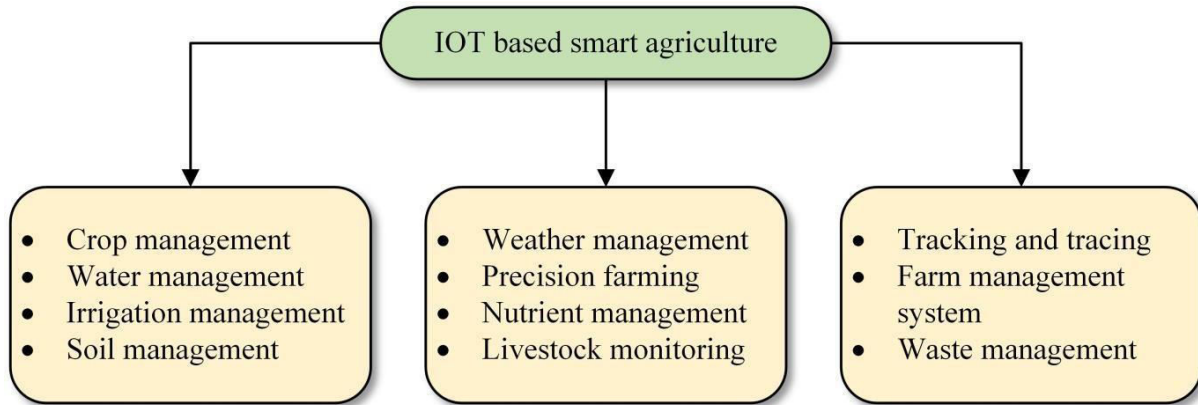 IOT based smart agriculture
• Crop management
• Water management
• Irrigation management
• Soil management
• Weather management
• Precision farming
• Nutrient management
• Livestock monitoring
• Tracking and tracing
• Farm management
system
• Waste management